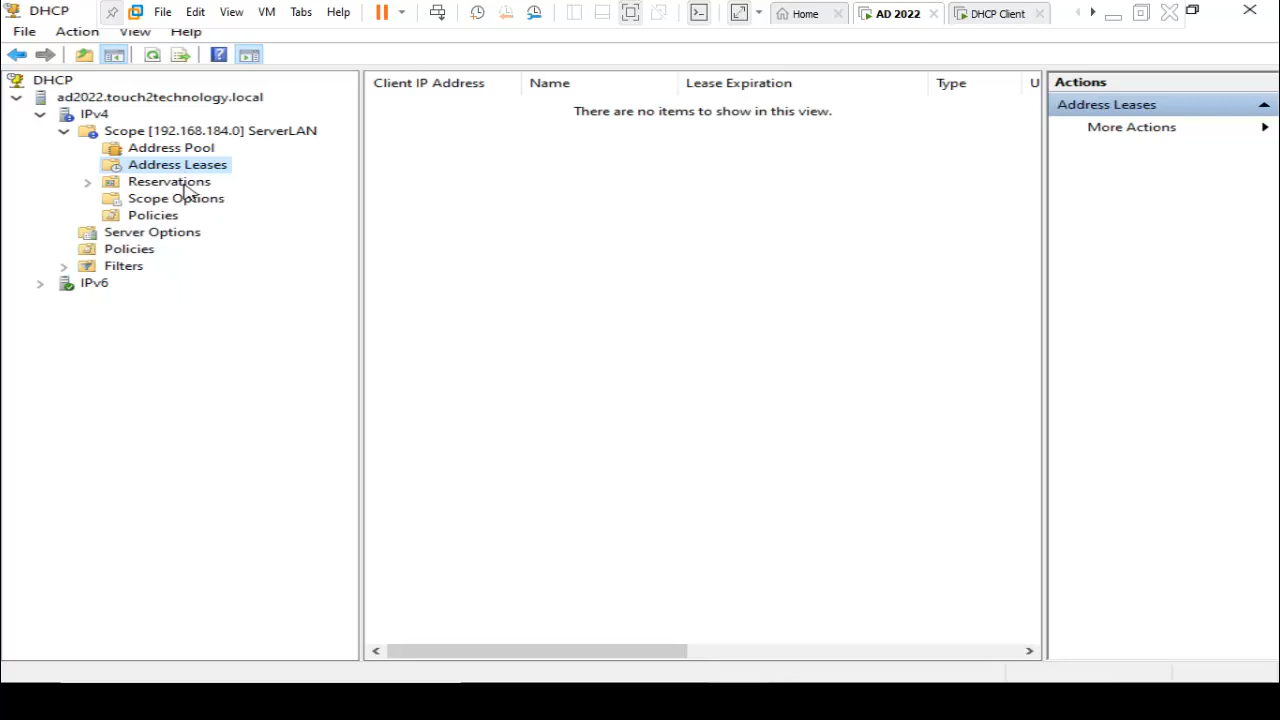 DHCP File Edit View VM Tabs Help Home AD 2022 DHCP Client
File Action View Help
DHCP
ad2022.touch2technology.local
IPv4
Scope [192.168.184.0] ServerLAN
Address Pool
Address Leases
Reservations
Scope Options
Policies
Server Options
Policies
Filters
IPv6
Client IP Address Name Lease Expiration Type U
There are no items to show in this view.
Actions
Address Leases
More Actions